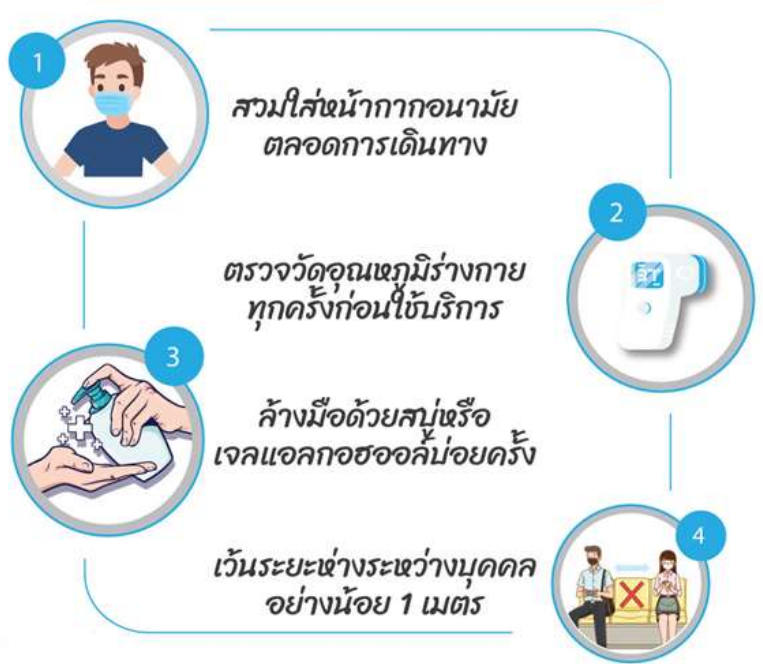 1
สวมใส่หน้ากากอนามัย
ตลอดการเดินทาง
2
ตรวจวัดอุณหภูมิร่างกาย
ทุกครั้งก่อนใช้บริการ
37
3
ล้างมือด้วยสบู่หรือ
เจลแอลกอฮออล์บ่อยครั้ง
4
เว้นระยะห่างระหว่างบุคคล
อย่างน้อย 1 เมตร